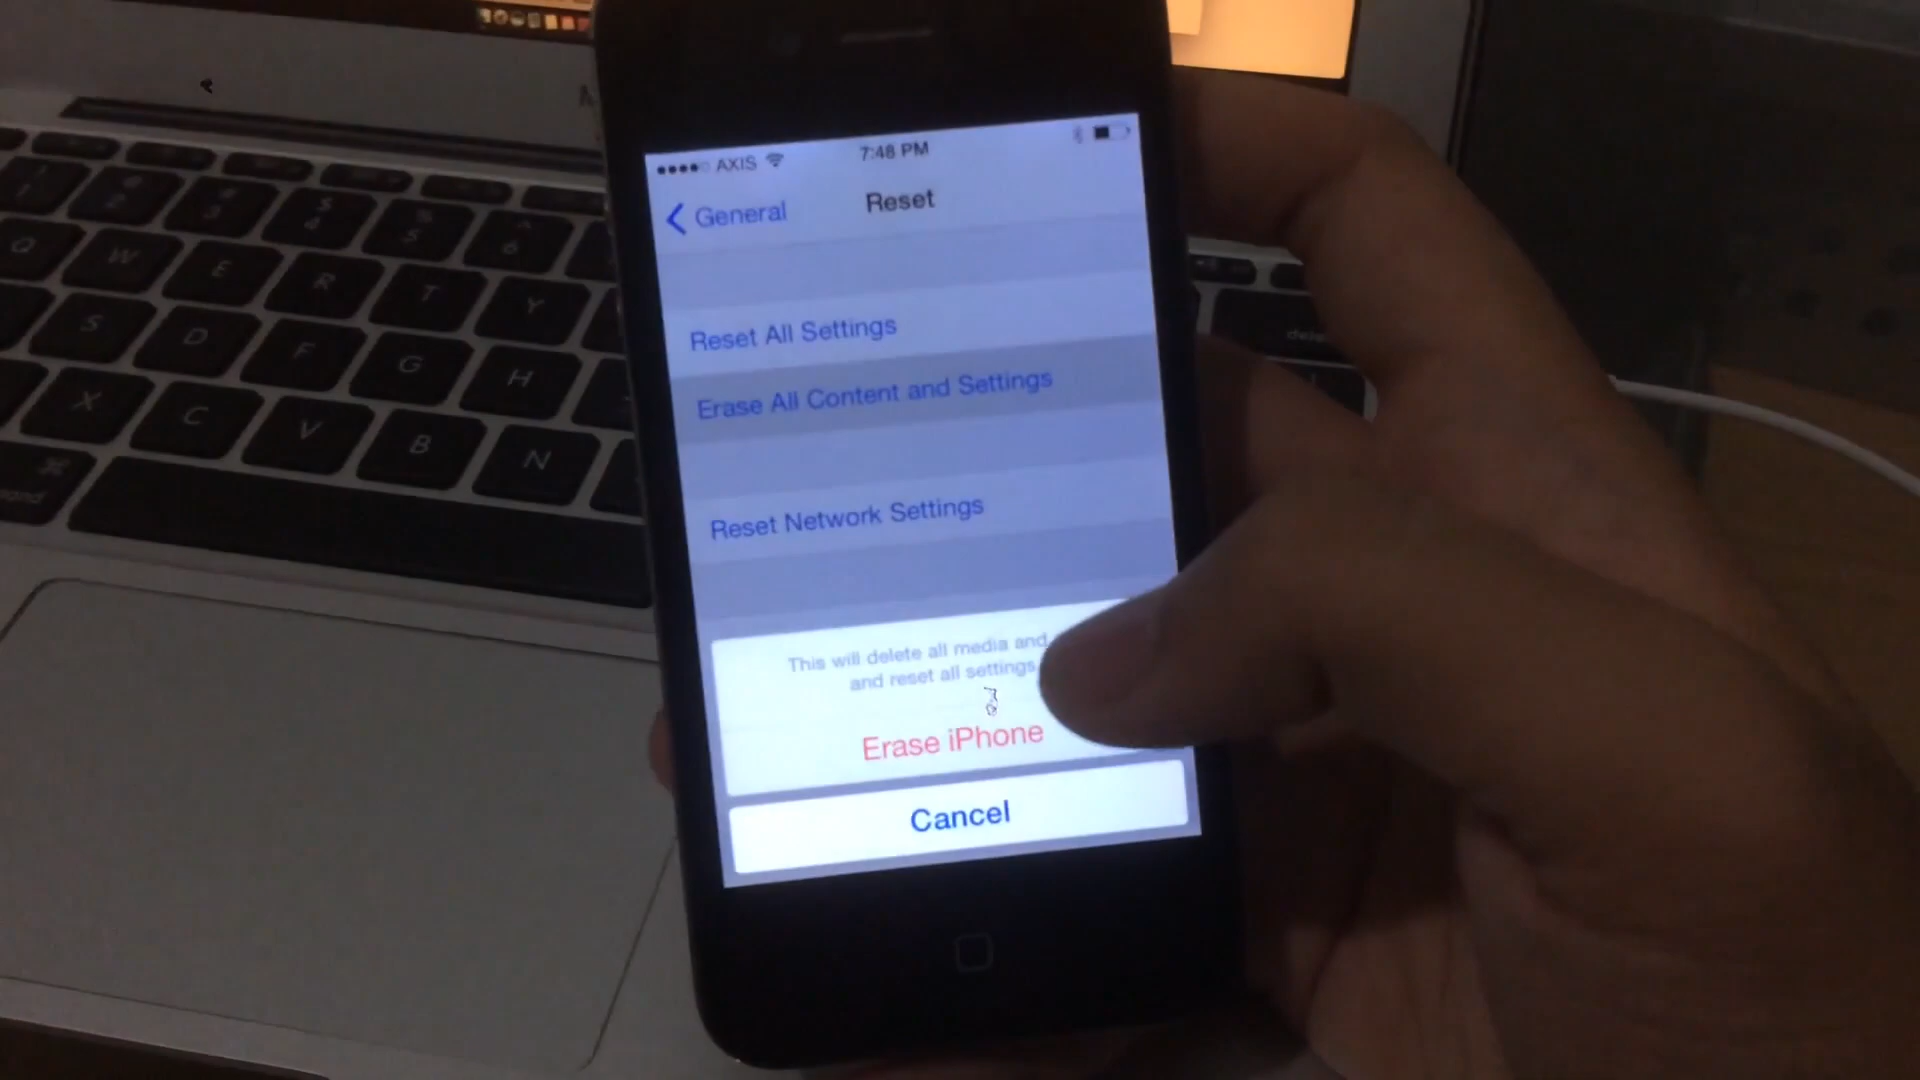 AXIS
7:48 PM
General
Reset
Reset All Settings
Erase All Content and Settings
Reset Network Settings
This will delete all media and
and reset all settings
Erase iPhone
Cancel
Q W E R T Y
S D F G H
X C V B N